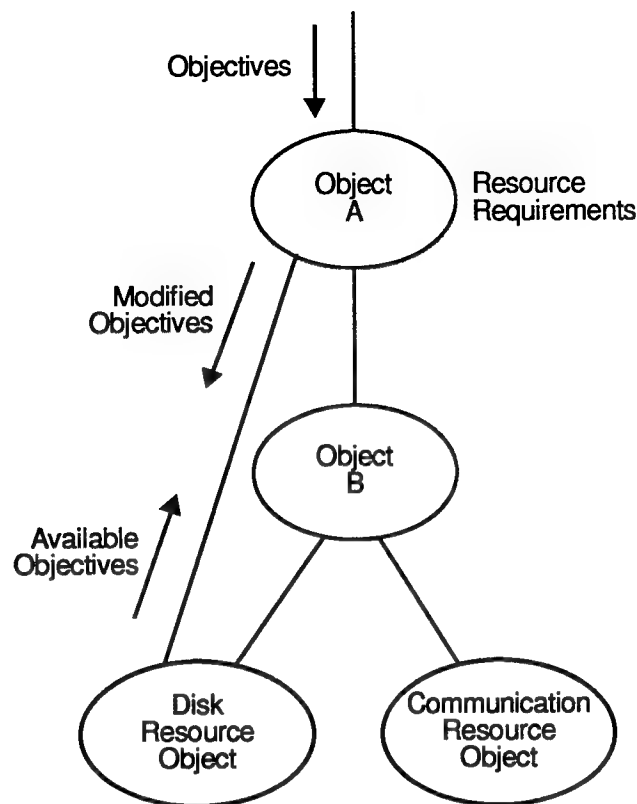 Objectives
Object
A
Resource
Requirements
Modified
Objectives
Object
B
Available
Objectives
Disk
Resource
Object
Communication
Resource
Object